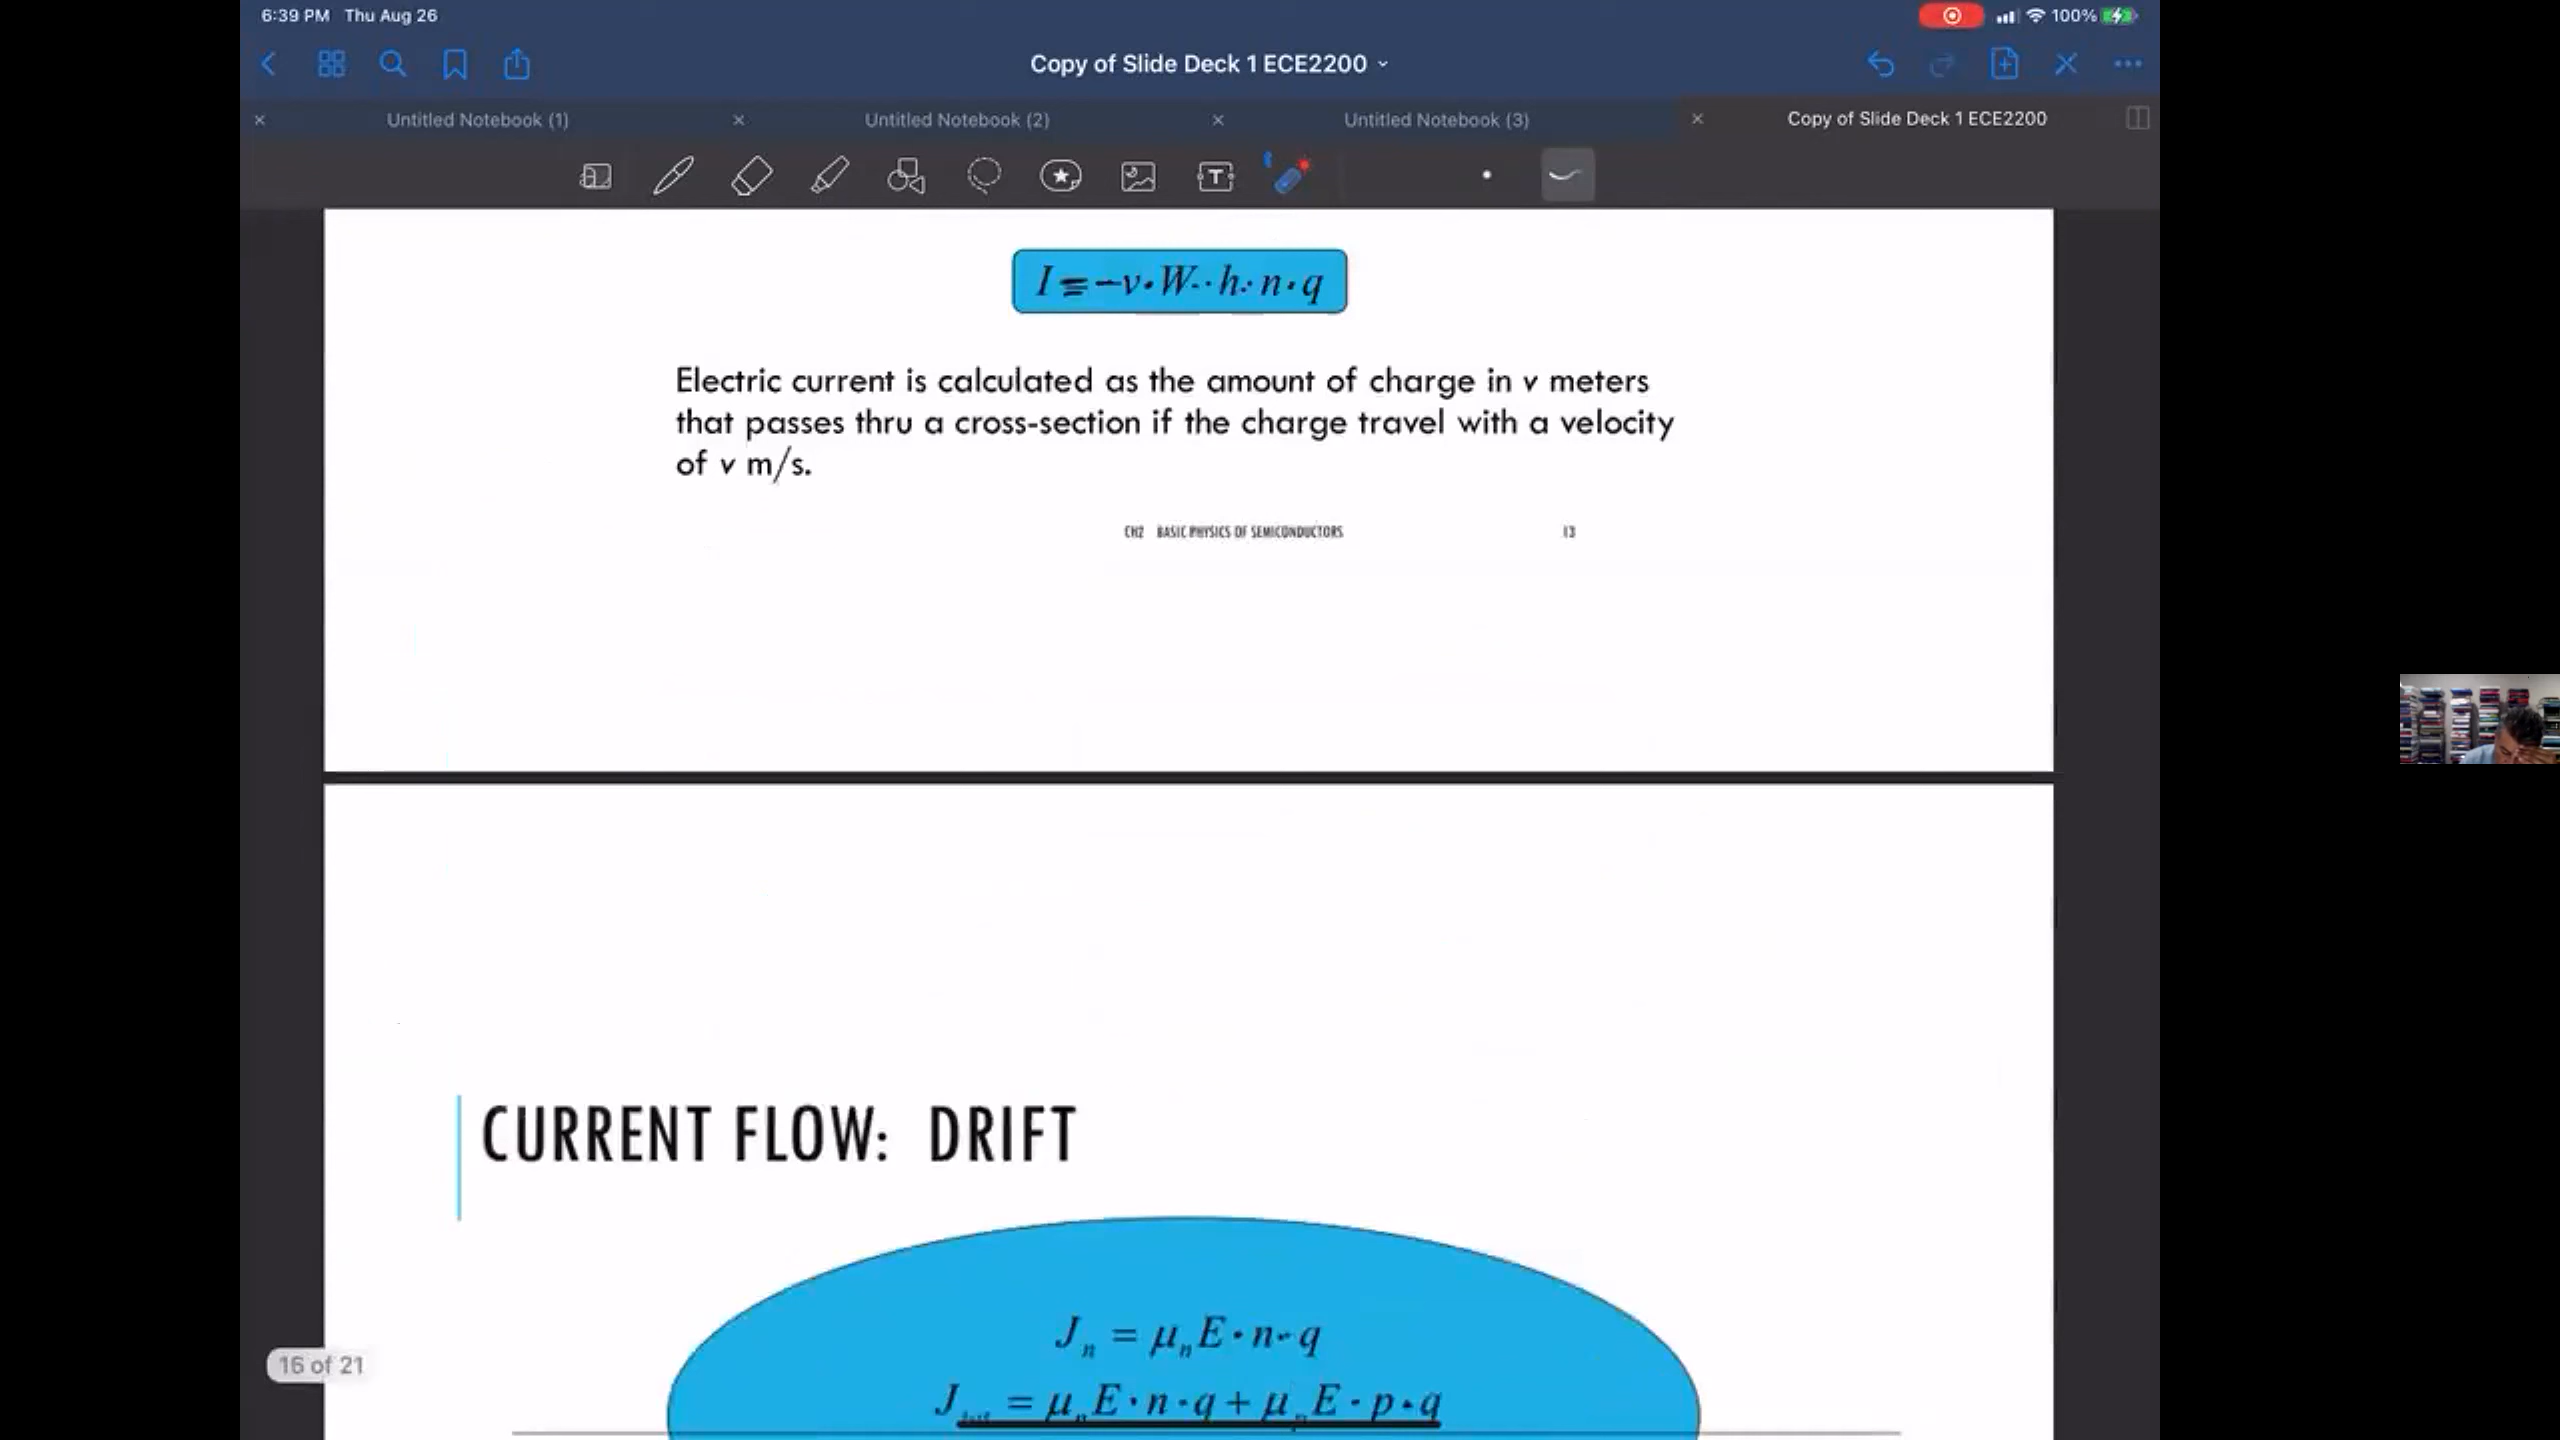 6:39 PM Thu Aug 26
100%
Copy of Slide Deck 1 ECE2200
Untitled Notebook (1)
Untitled Notebook (2)
Untitled Notebook (3)
Copy of Slide Deck 1 ECE2200
I = -v · W · h · n · q
Electric current is calculated as the amount of charge in v meters
that passes thru a cross-section if the charge travel with a velocity
of v m/s.
CH2 BASIC PHYSICS OF SEMICONDUCTORS 13
CURRENT FLOW: DRIFT
Jₙ = μₙE · n · q
J = μₙE · n · q + μₚE · p · q
16 of 21